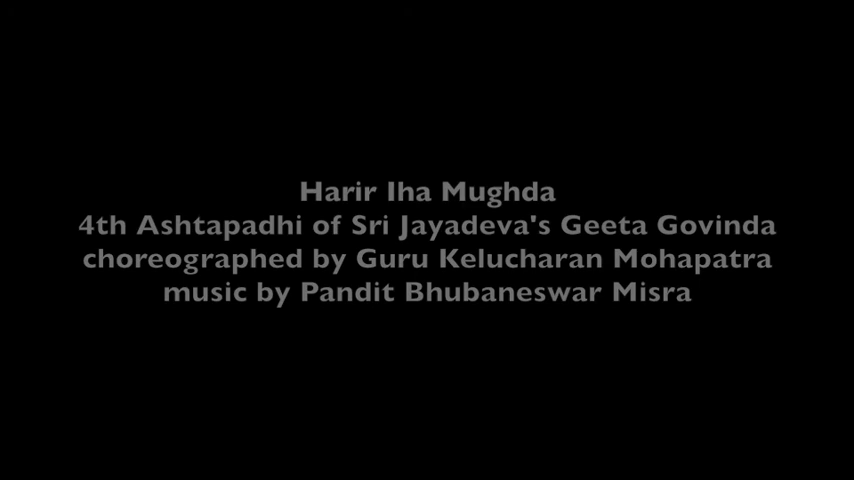 Harir Iha Mughda
4th Ashtapadhi of Sri Jayadeva's Geeta Govinda
choreographed by Guru Kelucharan Mohapatra
music by Pandit Bhubaneswar Misra